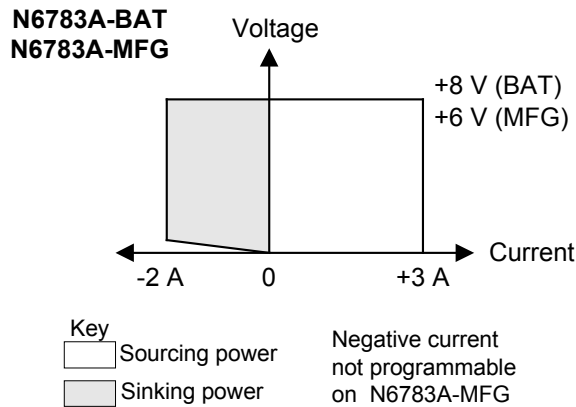 N6783A-BAT
N6783A-MFG
Voltage
+8 V (BAT)
+6 V (MFG)
Current
-2 A
0
+3 A
Key
Sourcing power
Sinking power
Negative current
not programmable
on N6783A-MFG